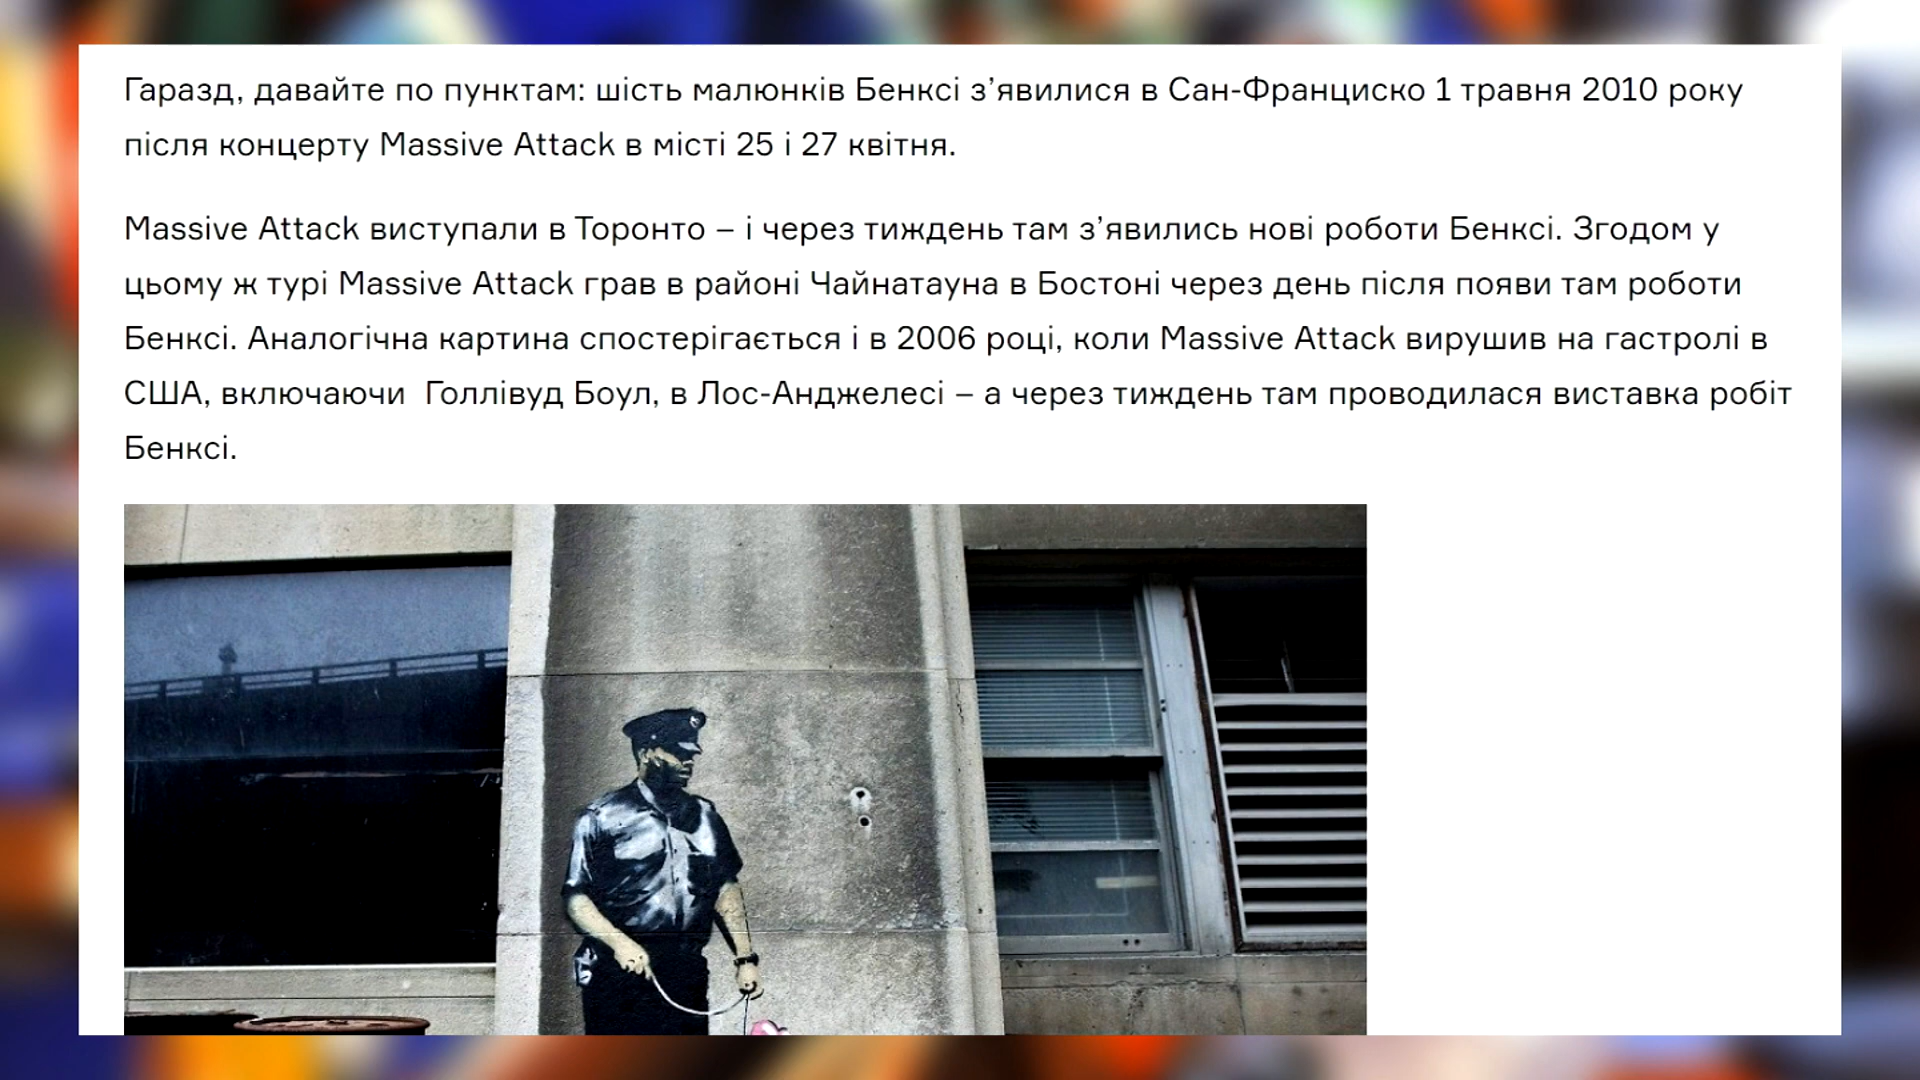 Гаразд, давайте по пунктам: шість малюнків Бенксі з’явилися в Сан-Франциско 1 травня 2010 року
після концерту Massive Attack в місті 25 і 27 квітня.
Massive Attack виступали в Торонто – і через тиждень там з’явились нові роботи Бенксі. Згодом у
цьому ж турі Massive Attack грав в районі Чайнатауна в Бостоні через день після появи там роботи
Бенксі. Аналогічна картина спостерігається і в 2006 році, коли Massive Attack вирушив на гастролі в
США, включаючи Голлівуд Боул, в Лос-Анджелесі – а через тиждень там проводилася виставка робіт
Бенксі.